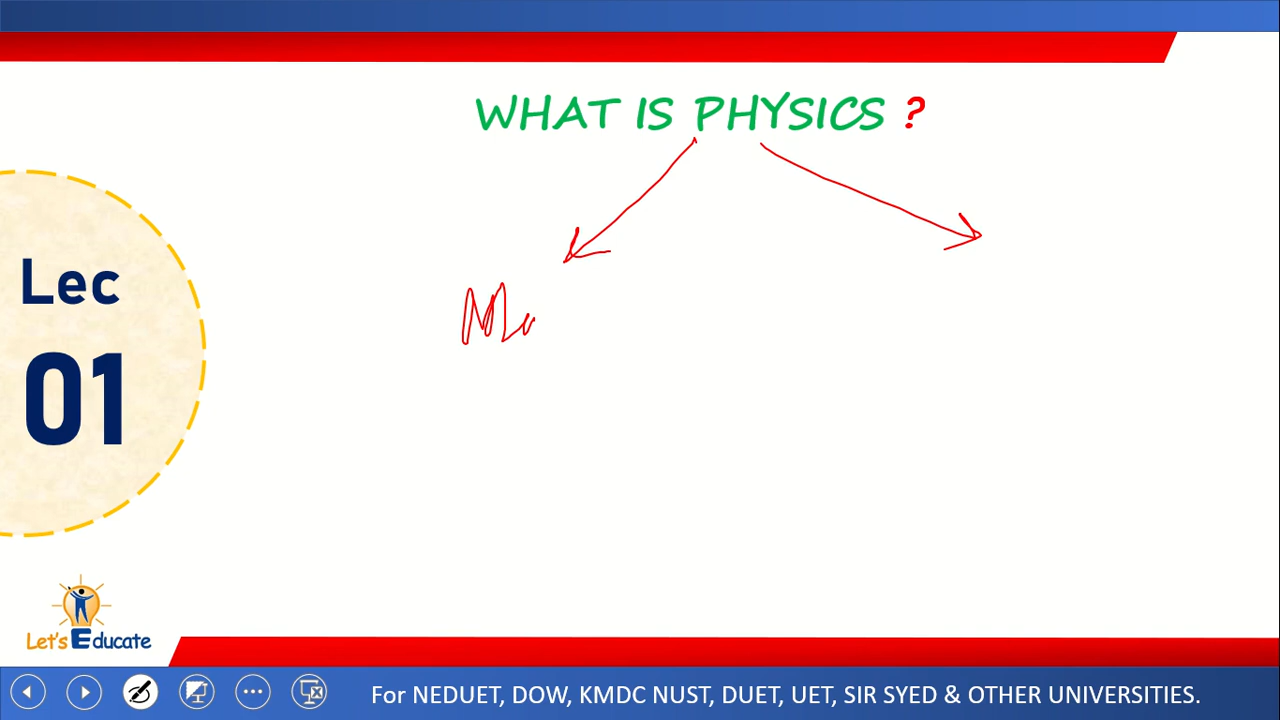 WHAT IS PHYSICS ?
Lec
01
Let's Educate
For NEDUET, DOW, KMDC NUST, DUET, UET, SIR SYED & OTHER UNIVERSITIES.